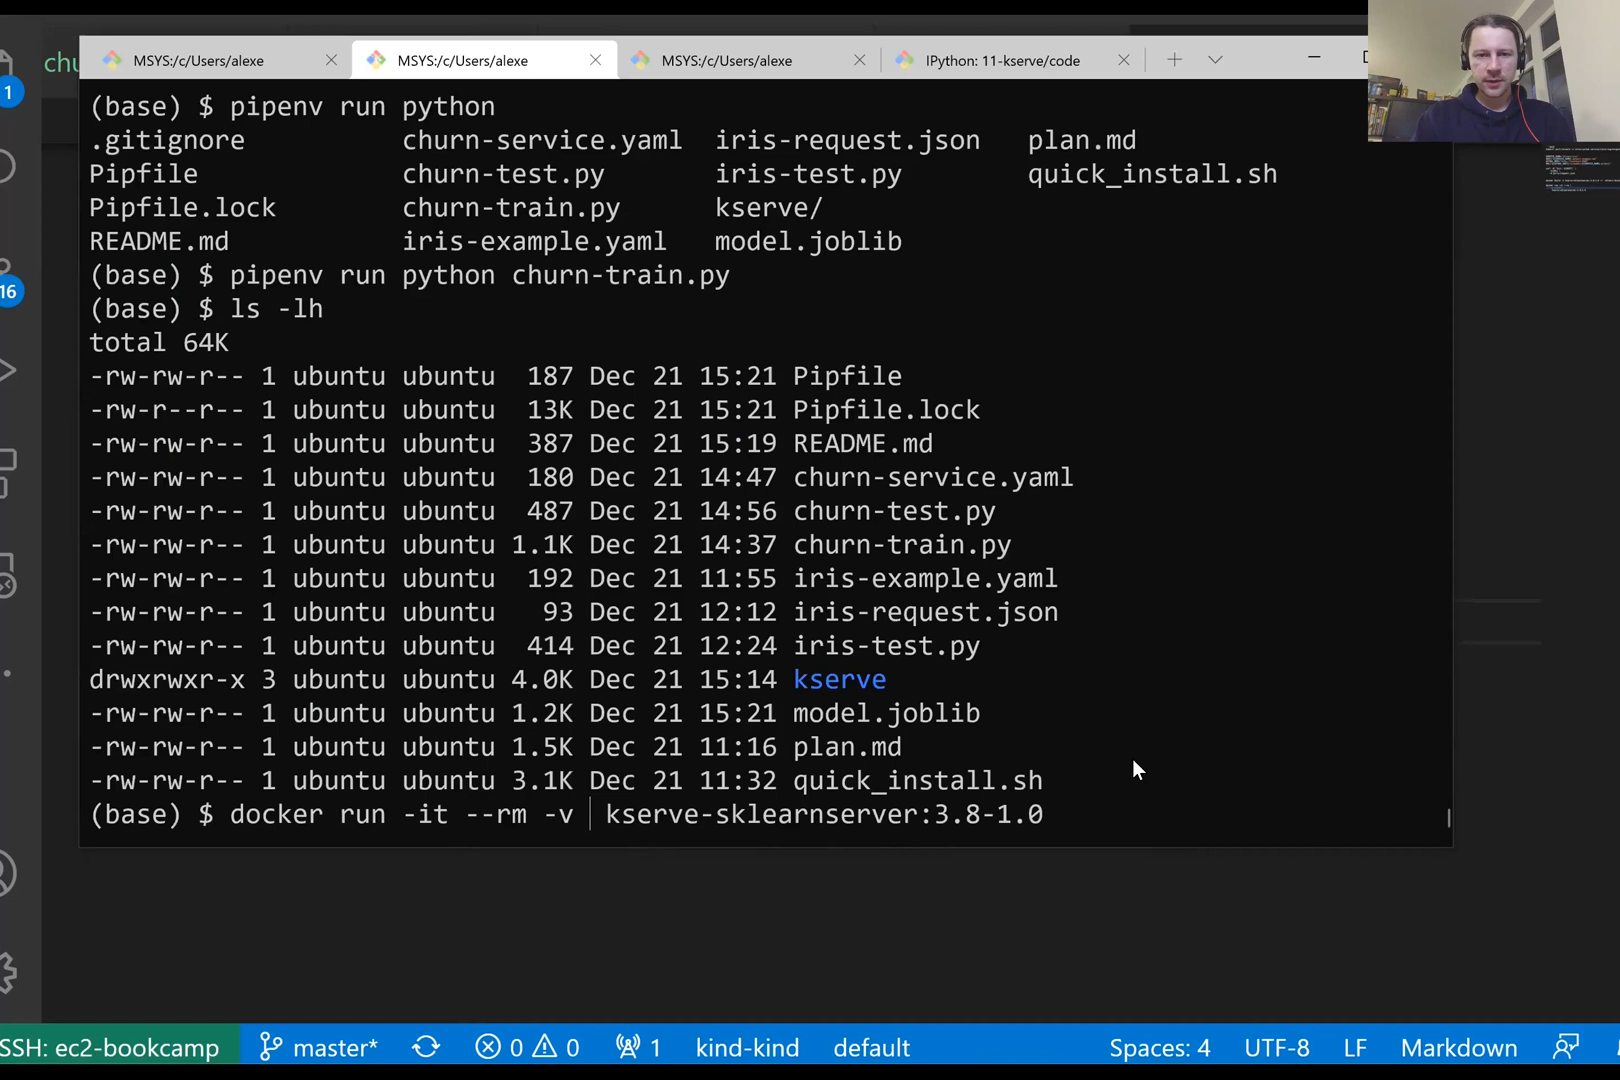 chu
MSYS:/c/Users/alexe
MSYS:/c/Users/alexe
MSYS:/c/Users/alexe
IPython: 11-kserve/code
1
16
(base) $ pipenv run python
.gitignore churn-service.yaml iris-request.json plan.md
Pipfile churn-test.py iris-test.py quick_install.sh
Pipfile.lock churn-train.py kserve/
README.md iris-example.yaml model.joblib
(base) $ pipenv run python churn-train.py
(base) $ ls -lh
total 64K
-rw-rw-r-- 1 ubuntu ubuntu 187 Dec 21 15:21 Pipfile
-rw-r--r-- 1 ubuntu ubuntu 13K Dec 21 15:21 Pipfile.lock
-rw-rw-r-- 1 ubuntu ubuntu 387 Dec 21 15:19 README.md
-rw-rw-r-- 1 ubuntu ubuntu 180 Dec 21 14:47 churn-service.yaml
-rw-rw-r-- 1 ubuntu ubuntu 487 Dec 21 14:56 churn-test.py
-rw-rw-r-- 1 ubuntu ubuntu 1.1K Dec 21 14:37 churn-train.py
-rw-rw-r-- 1 ubuntu ubuntu 192 Dec 21 11:55 iris-example.yaml
-rw-rw-r-- 1 ubuntu ubuntu 93 Dec 21 12:12 iris-request.json
-rw-rw-r-- 1 ubuntu ubuntu 414 Dec 21 12:24 iris-test.py
drwxrwxr-x 3 ubuntu ubuntu 4.0K Dec 21 15:14 kserve
-rw-rw-r-- 1 ubuntu ubuntu 1.2K Dec 21 15:21 model.joblib
-rw-rw-r-- 1 ubuntu ubuntu 1.5K Dec 21 11:16 plan.md
-rw-rw-r-- 1 ubuntu ubuntu 3.1K Dec 21 11:32 quick_install.sh
(base) $ docker run -it --rm -v kserve-sklearnserver:3.8-1.0
SSH: ec2-bookcamp master* 0 0 1 kind-kind default Spaces: 4 UTF-8 LF Markdown